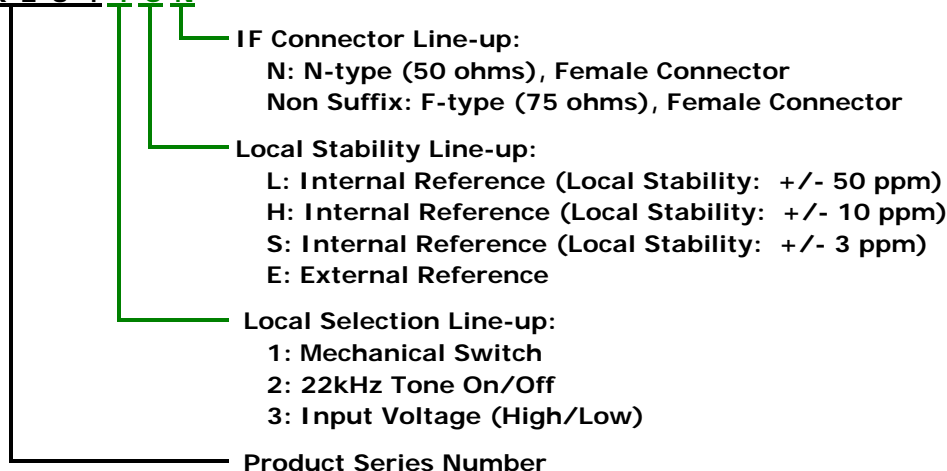 IF Connector Line-up:
N: N-type (50 ohms), Female Connector
Non Suffix: F-type (75 ohms), Female Connector
Local Stability Line-up:
L: Internal Reference (Local Stability: +/- 50 ppm)
H: Internal Reference (Local Stability: +/- 10 ppm)
S: Internal Reference (Local Stability: +/- 3 ppm)
E: External Reference
Local Selection Line-up:
1: Mechanical Switch
2: 22kHz Tone On/Off
3: Input Voltage (High/Low)
Product Series Number